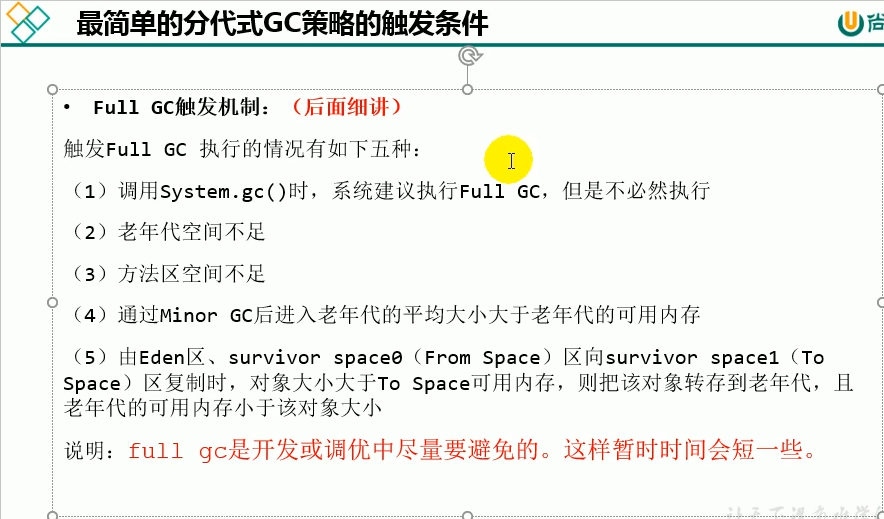 最简单的分代式GC策略的触发条件
尚
• Full GC触发机制：（后面细讲）
触发Full GC 执行的情况有如下五种：
（1）调用System.gc()时，系统建议执行Full GC，但是不必然执行
（2）老年代空间不足
（3）方法区空间不足
（4）通过Minor GC后进入老年代的平均大小大于老年代的可用内存
（5）由Eden区、survivor space0（From Space）区向survivor space1（To
Space）区复制时，对象大小大于To Space可用内存，则把该对象转存到老年代，且
老年代的可用内存小于该对象大小
说明：full gc是开发或调优中尽量要避免的。这样暂时时间会短一些。